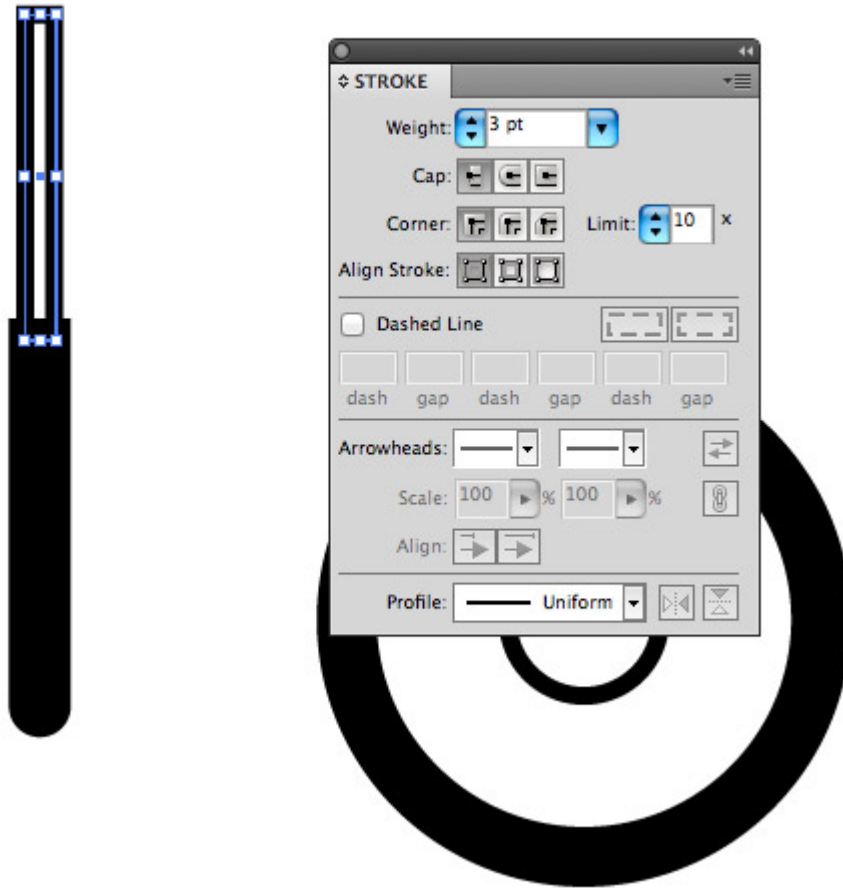 STROKE
Weight: 3 pt
Cap:
Corner: Limit: 10 x
Align Stroke:
Dashed Line
dash gap dash gap dash gap
Arrowheads:
Scale: 100 % 100 %
Align:
Profile: Uniform